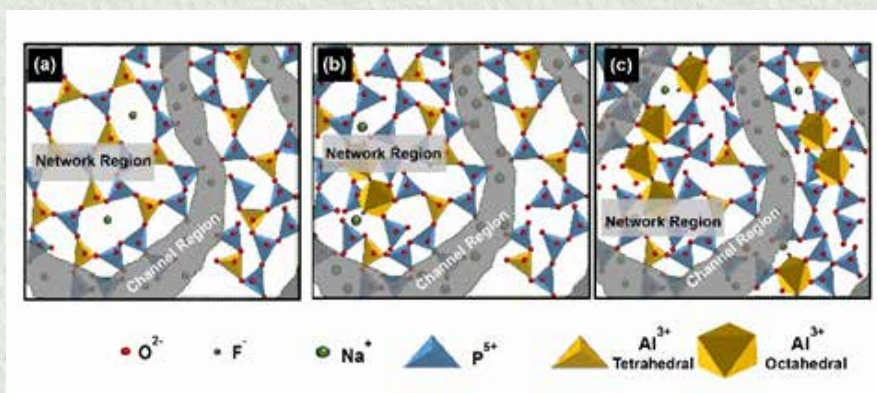 (a)
Network Region
Channel Region
(b)
Network Region
Channel Region
(c)
Network Region
Channel Region
O²⁻
F⁻
Na⁺
P⁵⁺
Al³⁺
Tetrahedral
Al³⁺
Octahedral